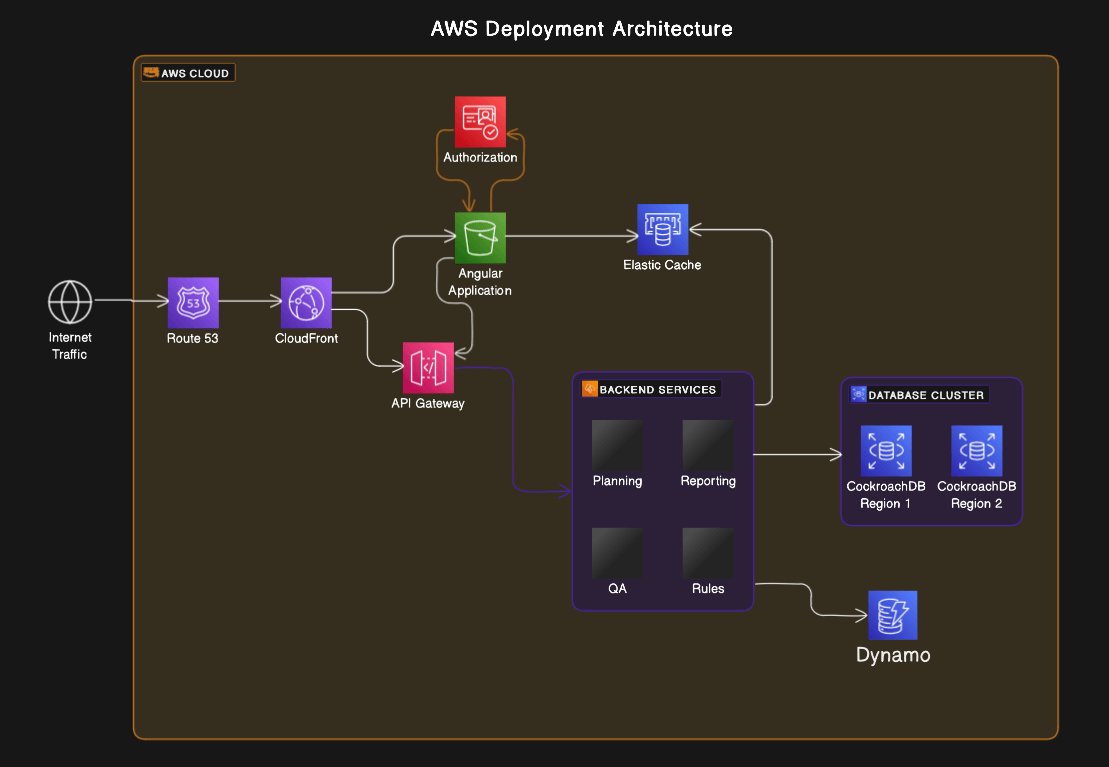 AWS Deployment Architecture
AWS CLOUD
Authorization
Angular
Application
Elastic Cache
Internet
Traffic
53
Route 53
CloudFront
API Gateway
BACKEND SERVICES
Planning
Reporting
QA
Rules
DATABASE CLUSTER
CockroachDB
Region 1
CockroachDB
Region 2
Dynamo